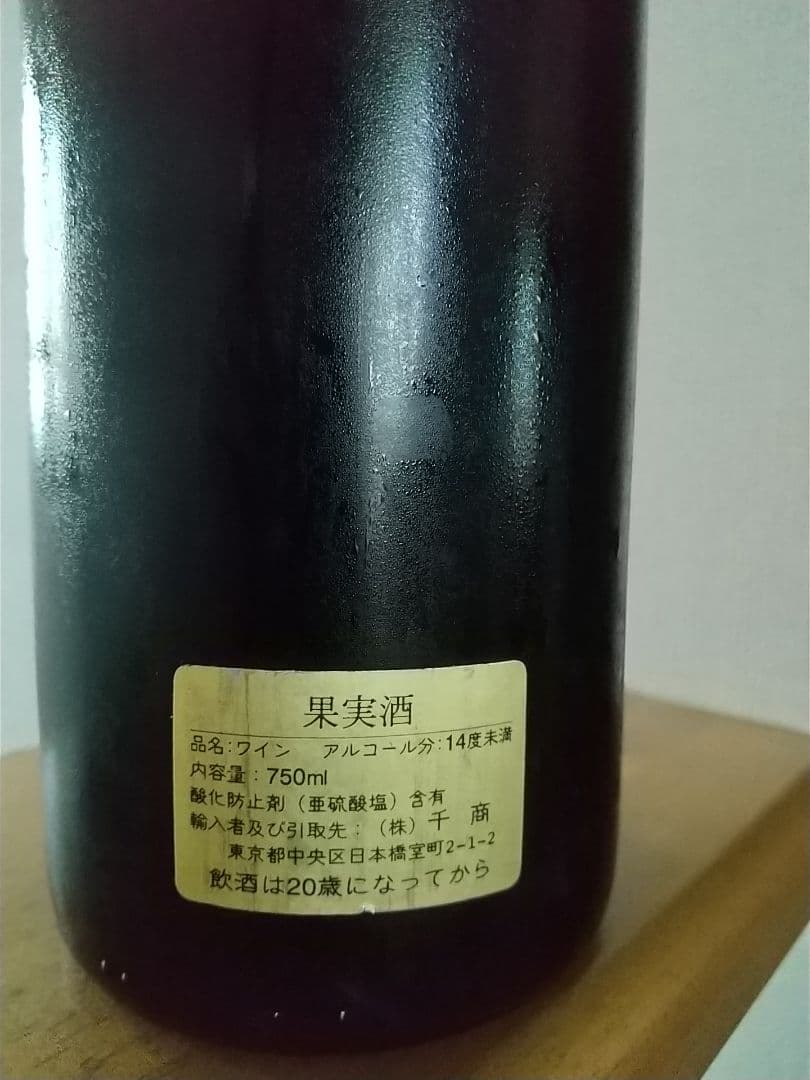 果実酒
品名:ワイン アルコール分:14度未満
内容量:750ml
酸化防止剤(亜硫酸塩)含有
輸入者及び引取先:(株)千商
東京都中央区日本橋室町2-1-2
飲酒は20歳になってから